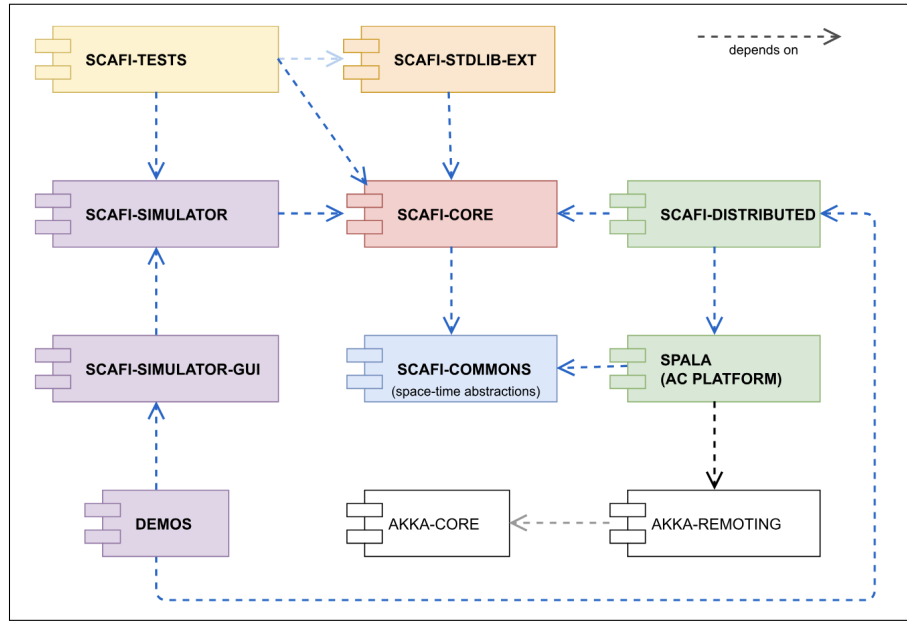 SCAFI-TESTS
SCAFI-STDLIB-EXT
depends on
SCAFI-SIMULATOR
SCAFI-CORE
SCAFI-DISTRIBUTED
SCAFI-SIMULATOR-GUI
SCAFI-COMMONS
(space-time abstractions)
SPALA
(AC PLATFORM)
DEMOS
AKKA-CORE
AKKA-REMOTING